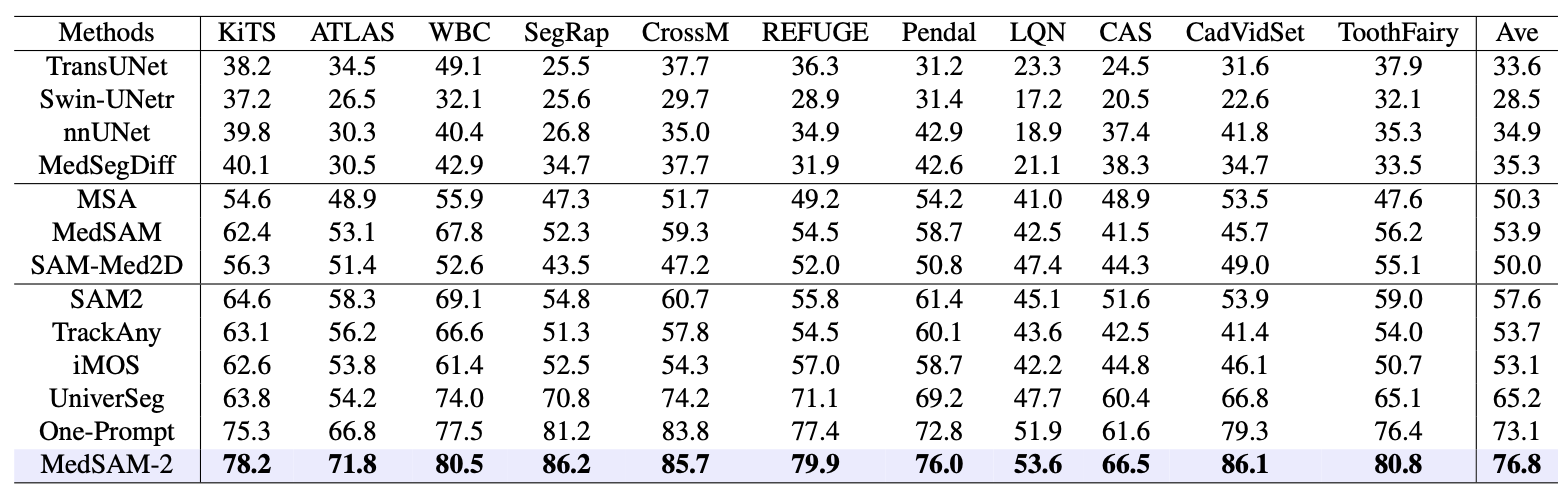 Methods KiTS ATLAS WBC SegRap CrossM REFUGE Pendal LQN CAS CadVidSet ToothFairy Ave
TransUNet 38.2 34.5 49.1 25.5 37.7 36.3 31.2 23.3 24.5 31.6 37.9 33.6
Swin-UNetr 37.2 26.5 32.1 25.6 29.7 28.9 31.4 17.2 20.5 22.6 32.1 28.5
nnUNet 39.8 30.3 40.4 26.8 35.0 34.9 42.9 18.9 37.4 41.8 35.3 34.9
MedSegDiff 40.1 30.5 42.9 34.7 37.7 31.9 42.6 21.1 38.3 34.7 33.5 35.3
MSA 54.6 48.9 55.9 47.3 51.7 49.2 54.2 41.0 48.9 53.5 47.6 50.3
MedSAM 62.4 53.1 67.8 52.3 59.3 54.5 58.7 42.5 41.5 45.7 56.2 53.9
SAM-Med2D 56.3 51.4 52.6 43.5 47.2 52.0 50.8 47.4 44.3 49.0 55.1 50.0
SAM2 64.6 58.3 69.1 54.8 60.7 55.8 61.4 45.1 51.6 53.9 59.0 57.6
TrackAny 63.1 56.2 66.6 51.3 57.8 54.5 60.1 43.6 42.5 41.4 54.0 53.7
iMOS 62.6 53.8 61.4 52.5 54.3 57.0 58.7 42.2 44.8 46.1 50.7 53.1
UniverSeg 63.8 54.2 74.0 70.8 74.2 71.1 69.2 47.7 60.4 66.8 65.1 65.2
One-Prompt 75.3 66.8 77.5 81.2 83.8 77.4 72.8 51.9 61.6 79.3 76.4 73.1
MedSAM-2 78.2 71.8 80.5 86.2 85.7 79.9 76.0 53.6 66.5 86.1 80.8 76.8